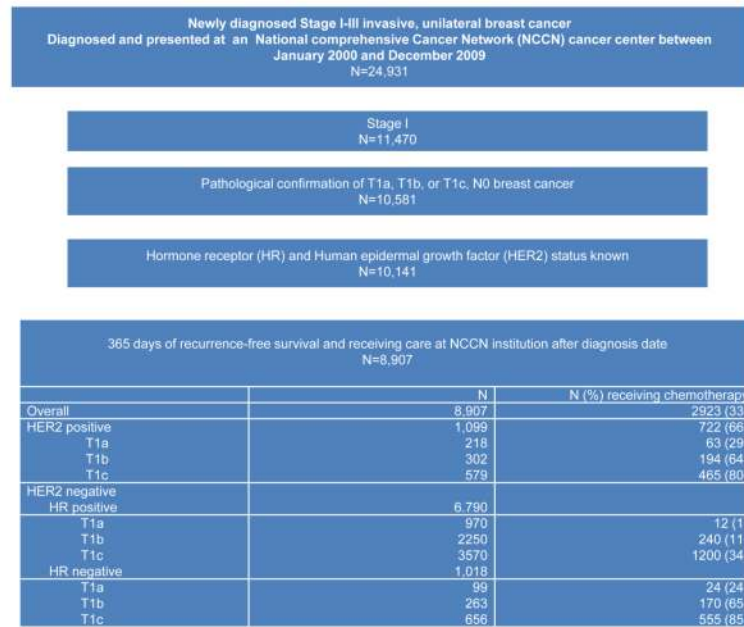 Newly diagnosed Stage I-III invasive, unilateral breast cancer
Diagnosed and presented at an National comprehensive Cancer Network (NCCN) cancer center between
January 2000 and December 2009
N=24,931
Stage I
N=11,470
Pathological confirmation of T1a, T1b, or T1c, N0 breast cancer
N=10,581
Hormone receptor (HR) and Human epidermal growth factor (HER2) status known
N=10,141
365 days of recurrence-free survival and receiving care at NCCN institution after diagnosis date
N=8,907
N N (%) receiving chemotherapy
Overall 8,907 2923 (33
HER2 positive 1,099 722 (66
T1a 218 63 (29
T1b 302 194 (64
T1c 579 465 (80
HER2 negative
HR positive 6.790
T1a 970 12 (1
T1b 2250 240 (11
T1c 3570 1200 (34
HR negative 1,018
T1a 99 24 (24
T1b 263 170 (65
T1c 656 555 (85